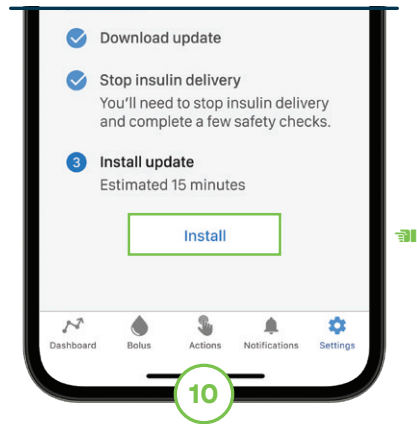 Download update
Stop insulin delivery
You'll need to stop insulin delivery
and complete a few safety checks.
3 Install update
Estimated 15 minutes
Install
Dashboard Bolus Actions Notifications Settings
10